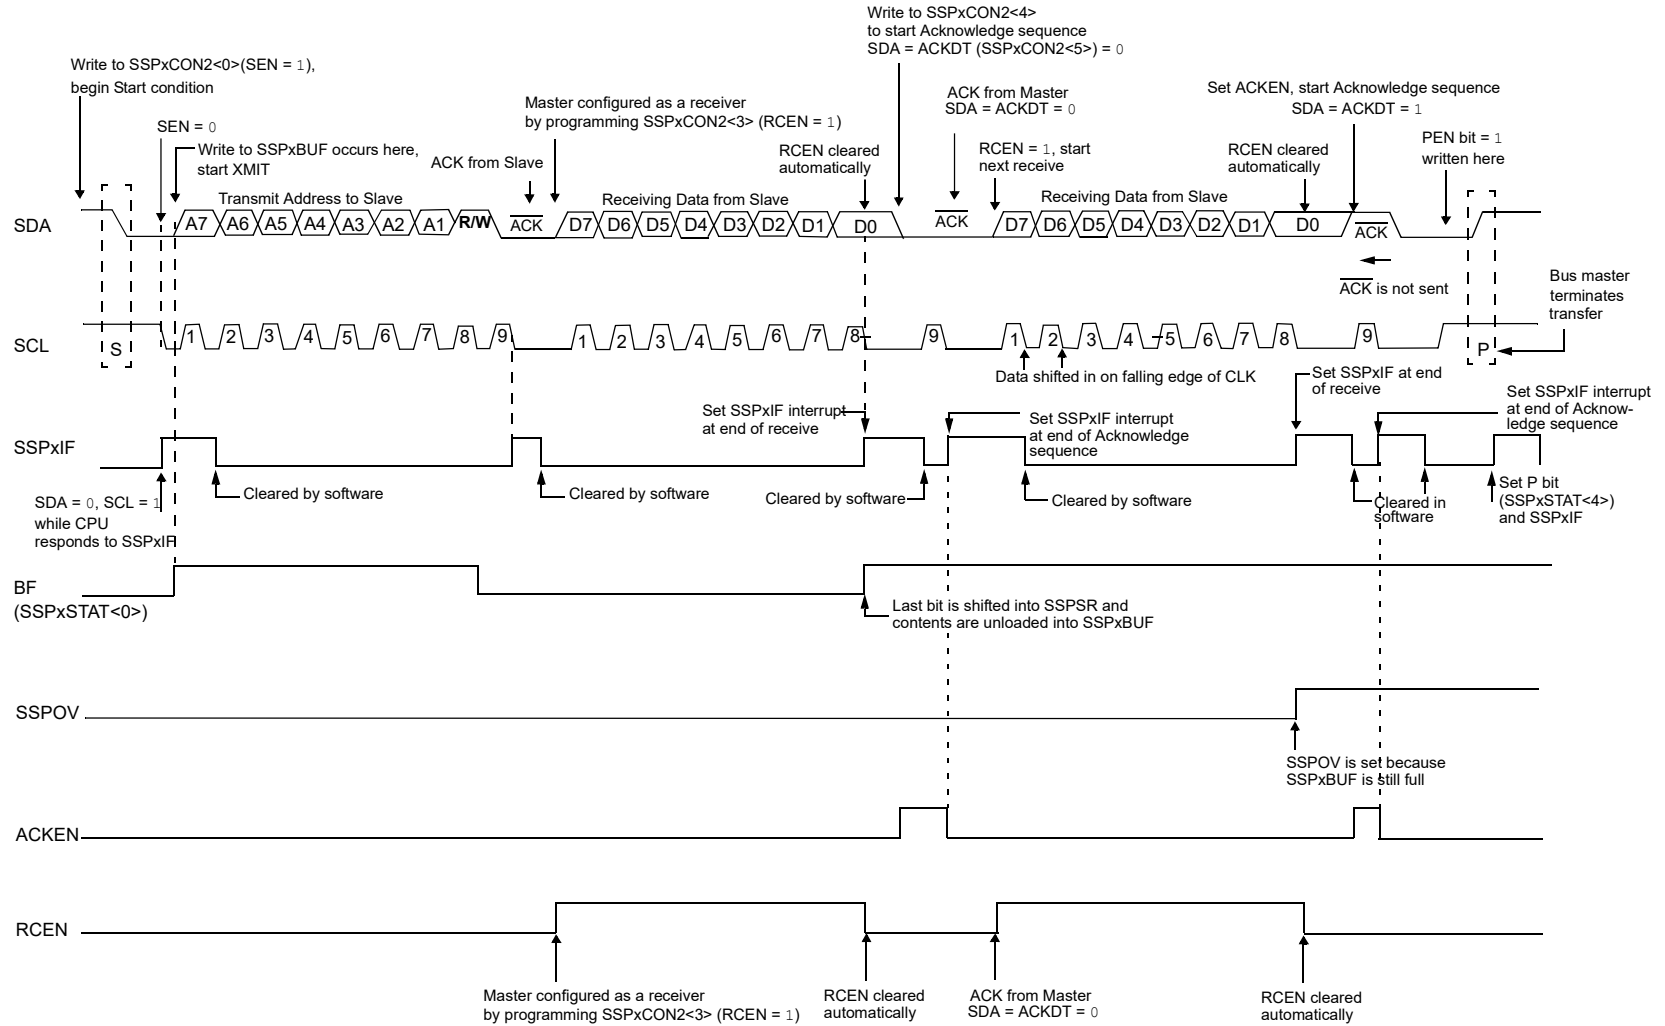 Write to SSPxCON2<4>
to start Acknowledge sequence
SDA = ACKDT (SSPxCON2<5>) = 0
Write to SSPxCON2<0>(SEN = 1),
begin Start condition
ACK from Master
SDA = ACKDT = 0
Set ACKEN, start Acknowledge sequence
SDA = ACKDT = 1
Master configured as a receiver
by programming SSPxCON2<3> (RCEN = 1)
SEN = 0
Write to SSPxBUF occurs here,
start XMIT
ACK from Slave
RCEN cleared
automatically
RCEN = 1, start
next receive
RCEN cleared
automatically
PEN bit = 1
written here
Transmit Address to Slave
Receiving Data from Slave
Receiving Data from Slave
SDA A7 A6 A5 A4 A3 A2 A1 R/W ACK D7 D6 D5 D4 D3 D2 D1 D0 ACK D7 D6 D5 D4 D3 D2 D1 D0 ACK
ACK is not sent
Bus master
terminates
transfer
SCL S 1 2 3 4 5 6 7 8 9 1 2 3 4 5 6 7 8 9 1 2 3 4 5 6 7 8 9 P
Data shifted in on falling edge of CLK
Set SSPxIF at end
of receive
Set SSPxIF interrupt
at end of receive
Set SSPxIF interrupt
at end of Acknowledge
sequence
Set SSPxIF interrupt
at end of Acknow-
ledge sequence
SSPxIF
SDA = 0, SCL = 1
while CPU
responds to SSPxIF
Cleared by software
Cleared by software
Cleared by software
Cleared by software
Cleared in
software
Set P bit
(SSPxSTAT<4>)
and SSPxIF
BF
(SSPxSTAT<0>)
Last bit is shifted into SSPSR and
contents are unloaded into SSPxBUF
SSPOV
SSPOV is set because
SSPxBUF is still full
ACKEN
RCEN
Master configured as a receiver
by programming SSPxCON2<3> (RCEN = 1)
RCEN cleared
automatically
ACK from Master
SDA = ACKDT = 0
RCEN cleared
automatically